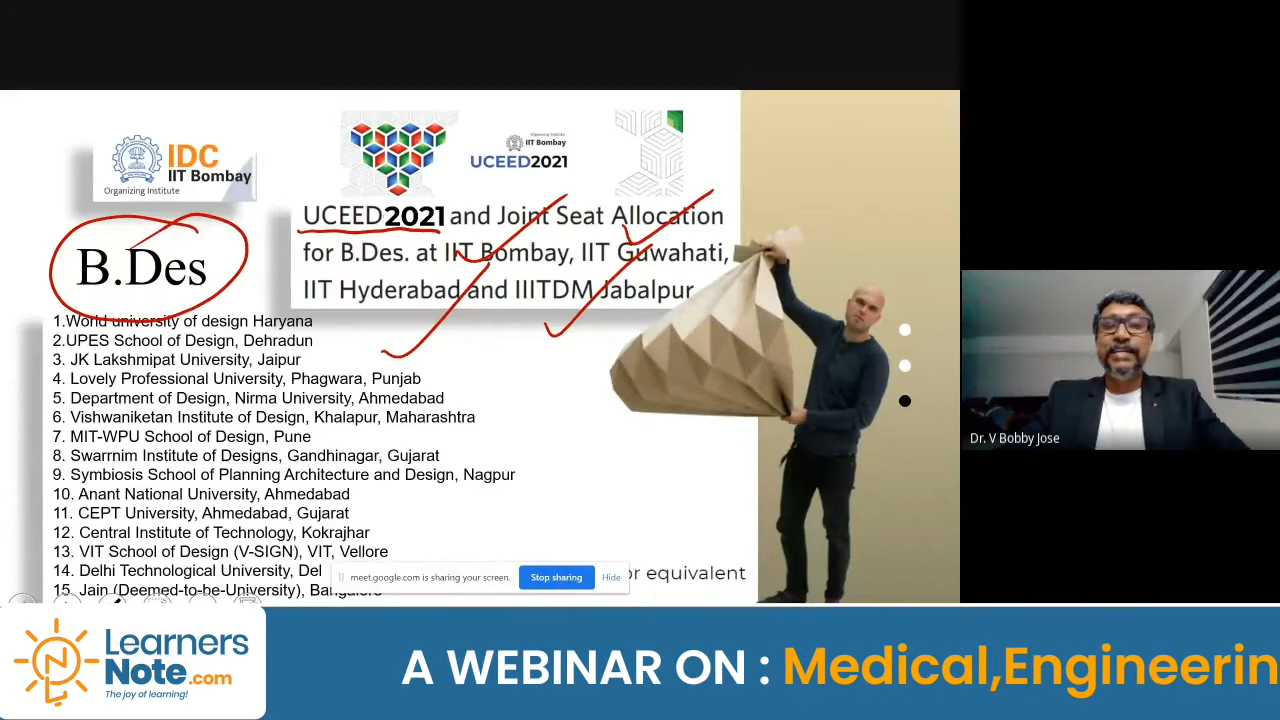 IDC
IIT Bombay
Organizing Institute
Organizing Institute
IIT Bombay
UCEED2021
UCEED2021 and Joint Seat Allocation
for B.Des. at IIT Bombay, IIT Guwahati,
IIT Hyderabad and IIITDM Jabalpur
B.Des
1.World university of design Haryana
2.UPES School of Design, Dehradun
3. JK Lakshmipat University, Jaipur
4. Lovely Professional University, Phagwara, Punjab
5. Department of Design, Nirma University, Ahmedabad
6. Vishwaniketan Institute of Design, Khalapur, Maharashtra
7. MIT-WPU School of Design, Pune
8. Swarrnim Institute of Designs, Gandhinagar, Gujarat
9. Symbiosis School of Planning Architecture and Design, Nagpur
10. Anant National University, Ahmedabad
11. CEPT University, Ahmedabad, Gujarat
12. Central Institute of Technology, Kokrajhar
13. VIT School of Design (V-SIGN), VIT, Vellore
14. Delhi Technological University, Del
15. Jain (Deemed-to-be-University), Bangalore
or equivalent
meet.google.com is sharing your screen.
Stop sharing
Hide
Dr. V Bobby Jose
Learners
Note.com
The joy of learning!
A WEBINAR ON : Medical,Engineerin